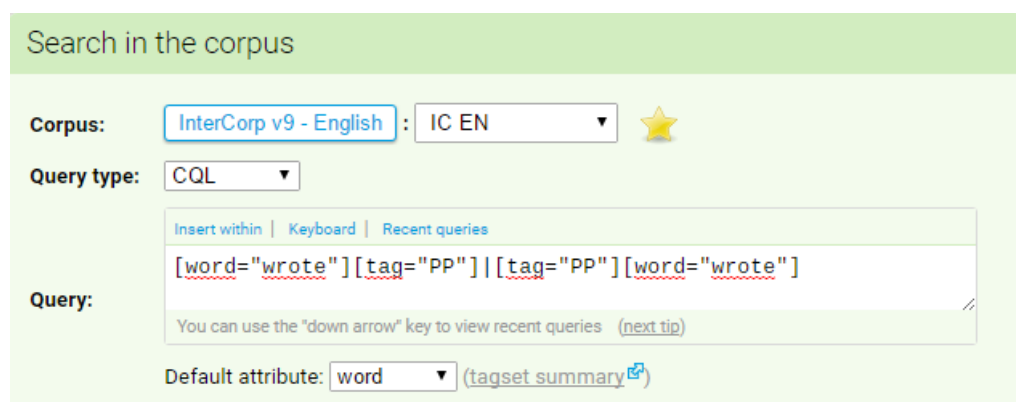 Search in the corpus
Corpus: InterCorp v9 - English : IC EN
Query type: CQL
Insert within | Keyboard | Recent queries
[word="wrote"][tag="PP"]|[tag="PP"][word="wrote"]
Query:
You can use the "down arrow" key to view recent queries (next tip)
Default attribute: word (tagset summary)